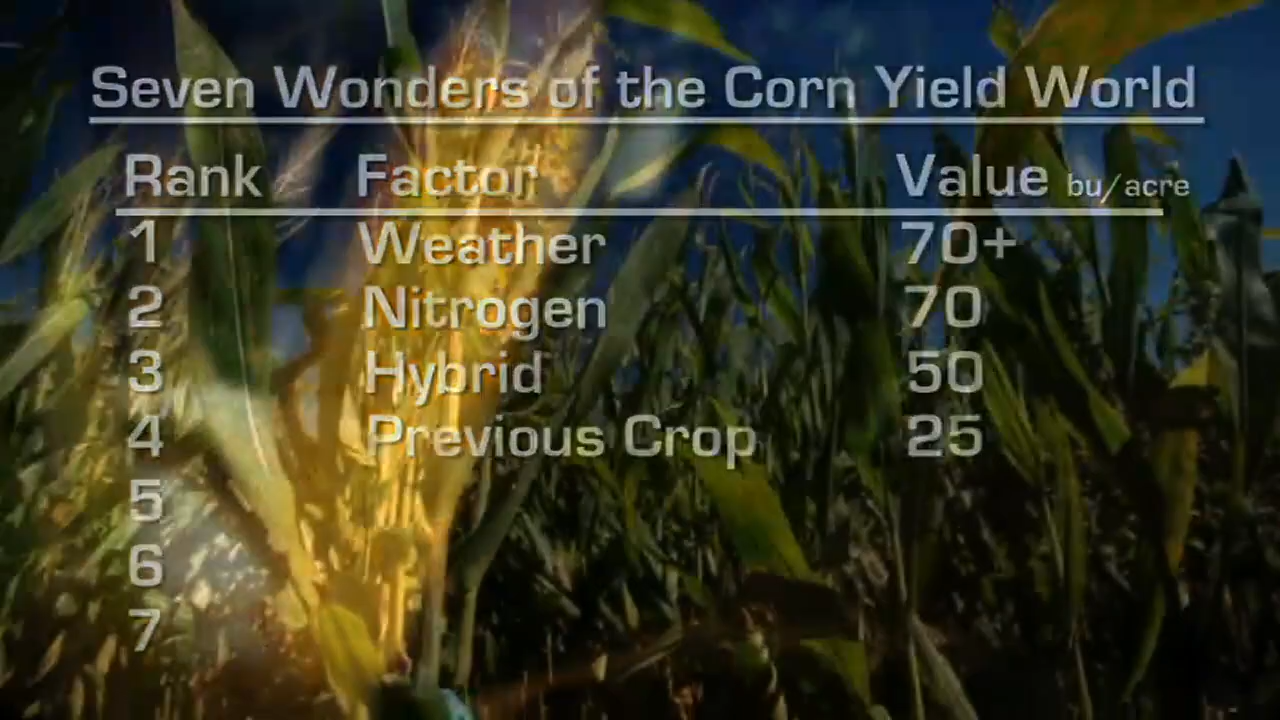 Seven Wonders of the Corn Yield World
Rank Factor Value bu/acre
1 Weather 70+
2 Nitrogen 70
3 Hybrid 50
4 Previous Crop 25
5
6
7